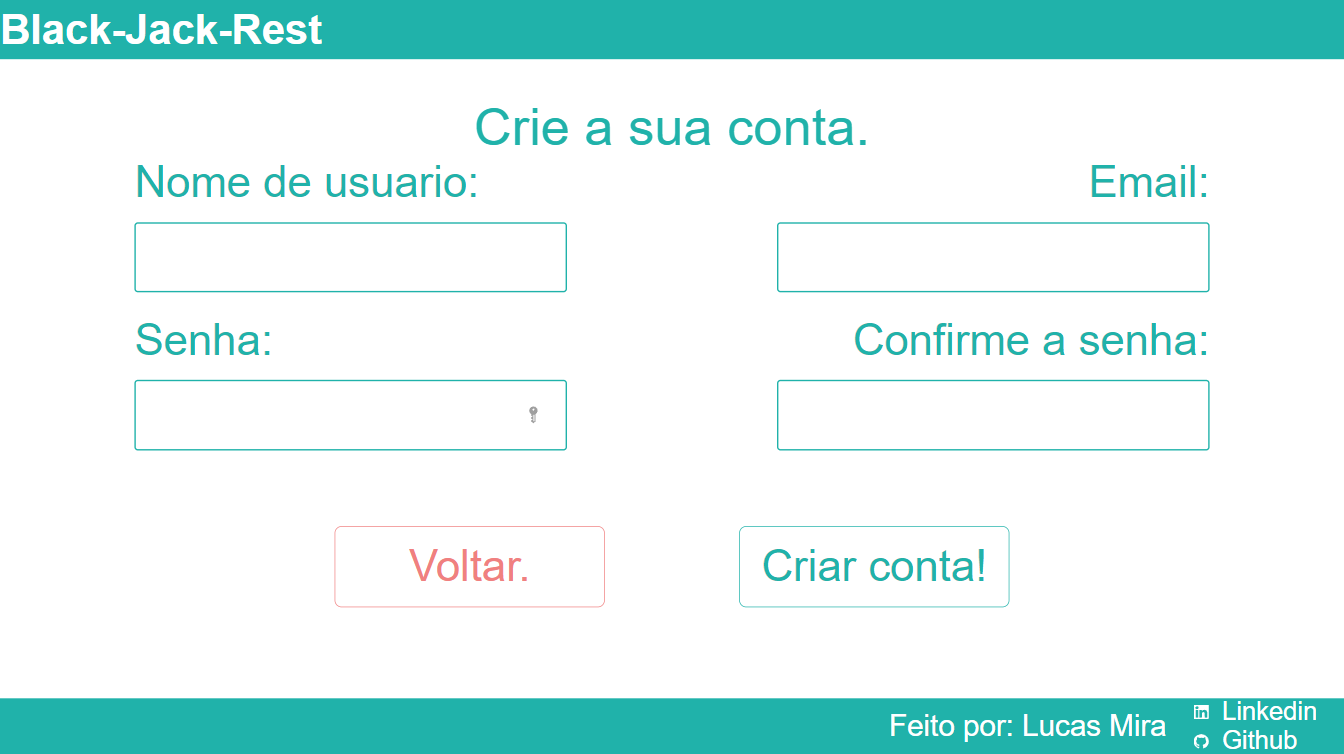 Black-Jack-Rest
Crie a sua conta.
Nome de usuario:
Email:
Senha:
Confirme a senha:
Voltar.
Criar conta!
Feito por: Lucas Mira
Linkedin
Github